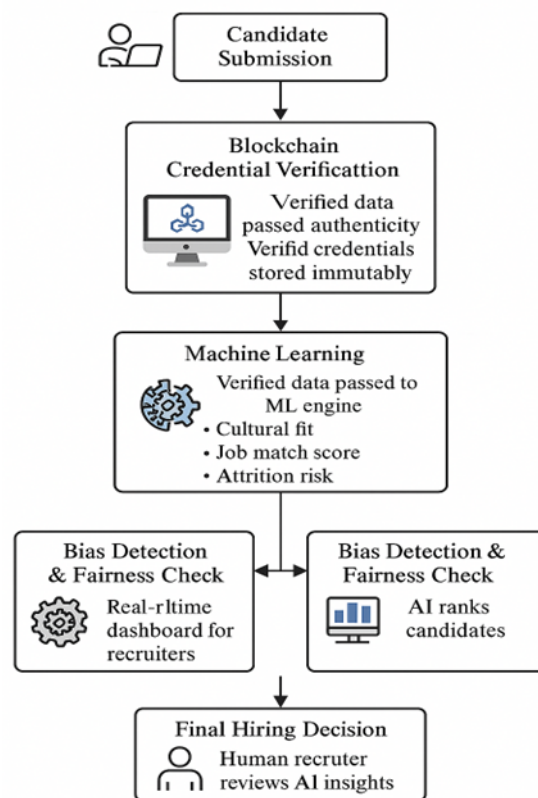 Candidate
Submission
Blockchain
Credential Verificattion
Verified data
passed authenticity
Verifid credentials
stored immutably
Machine Learning
Verified data passed to
ML engine
• Cultural fit
• Job match score
• Attrition risk
Bias Detection
& Fairness Check
Real-rltime
dashboard for
recruiters
Bias Detection &
Fairness Check
AI ranks
candidates
Final Hiring Decision
Human recruter
reviews AI insights